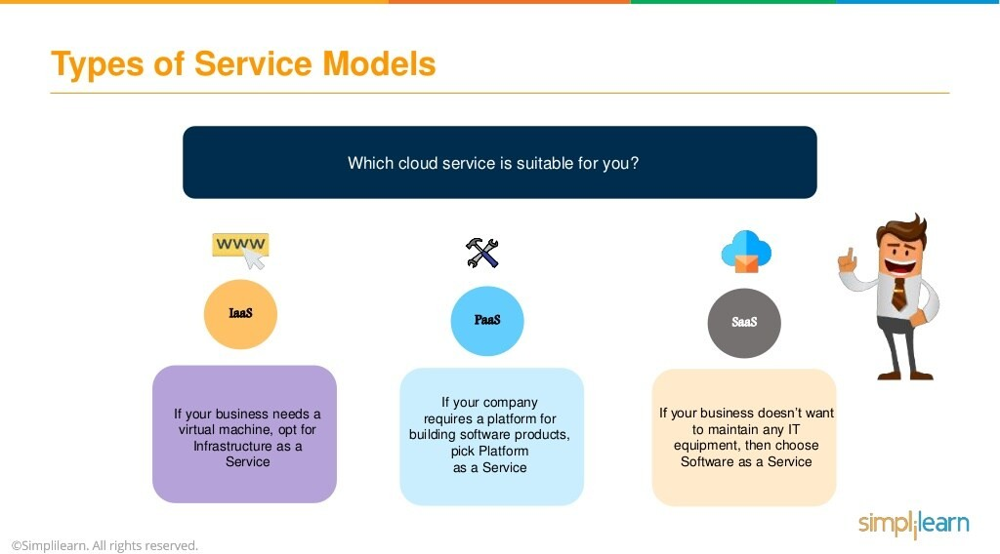 Types of Service Models
Which cloud service is suitable for you?
www
IaaS
PaaS
SaaS
If your business needs a
virtual machine, opt for
Infrastructure as a
Service
If your company
requires a platform for
building software products,
pick Platform
as a Service
If your business doesn’t want
to maintain any IT
equipment, then choose
Software as a Service
simplilearn
©Simplilearn. All rights reserved.